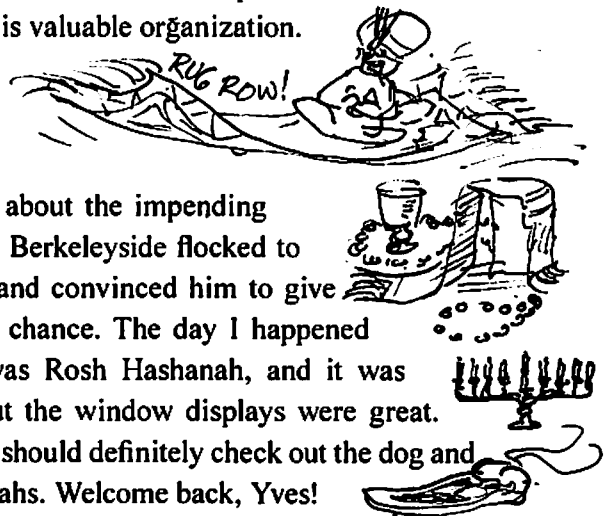 is valuable organization.
RUG ROW!
about the impending
Berkeleyside flocked to
and convinced him to give
chance. The day I happened
vas Rosh Hashanah, and it was
ut the window displays were great.
should definitely check out the dog and
ahs. Welcome back, Yves!